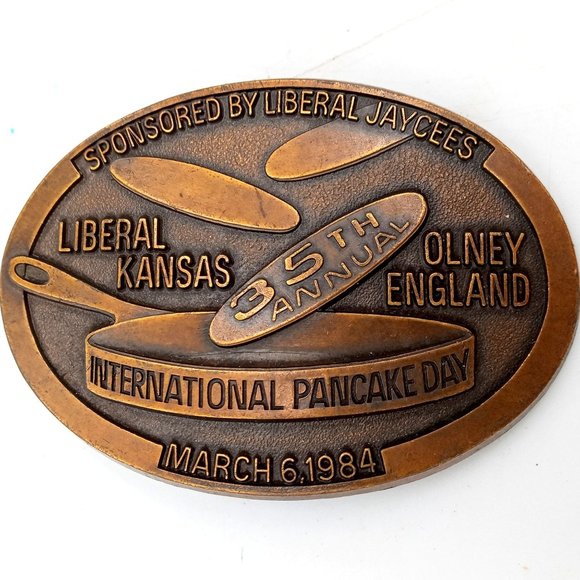 SPONSORED BY LIBERAL JAYCEES
LIBERAL
KANSAS
35TH
ANNUAL
OLNEY
ENGLAND
INTERNATIONAL PANCAKE DAY
MARCH 6, 1984